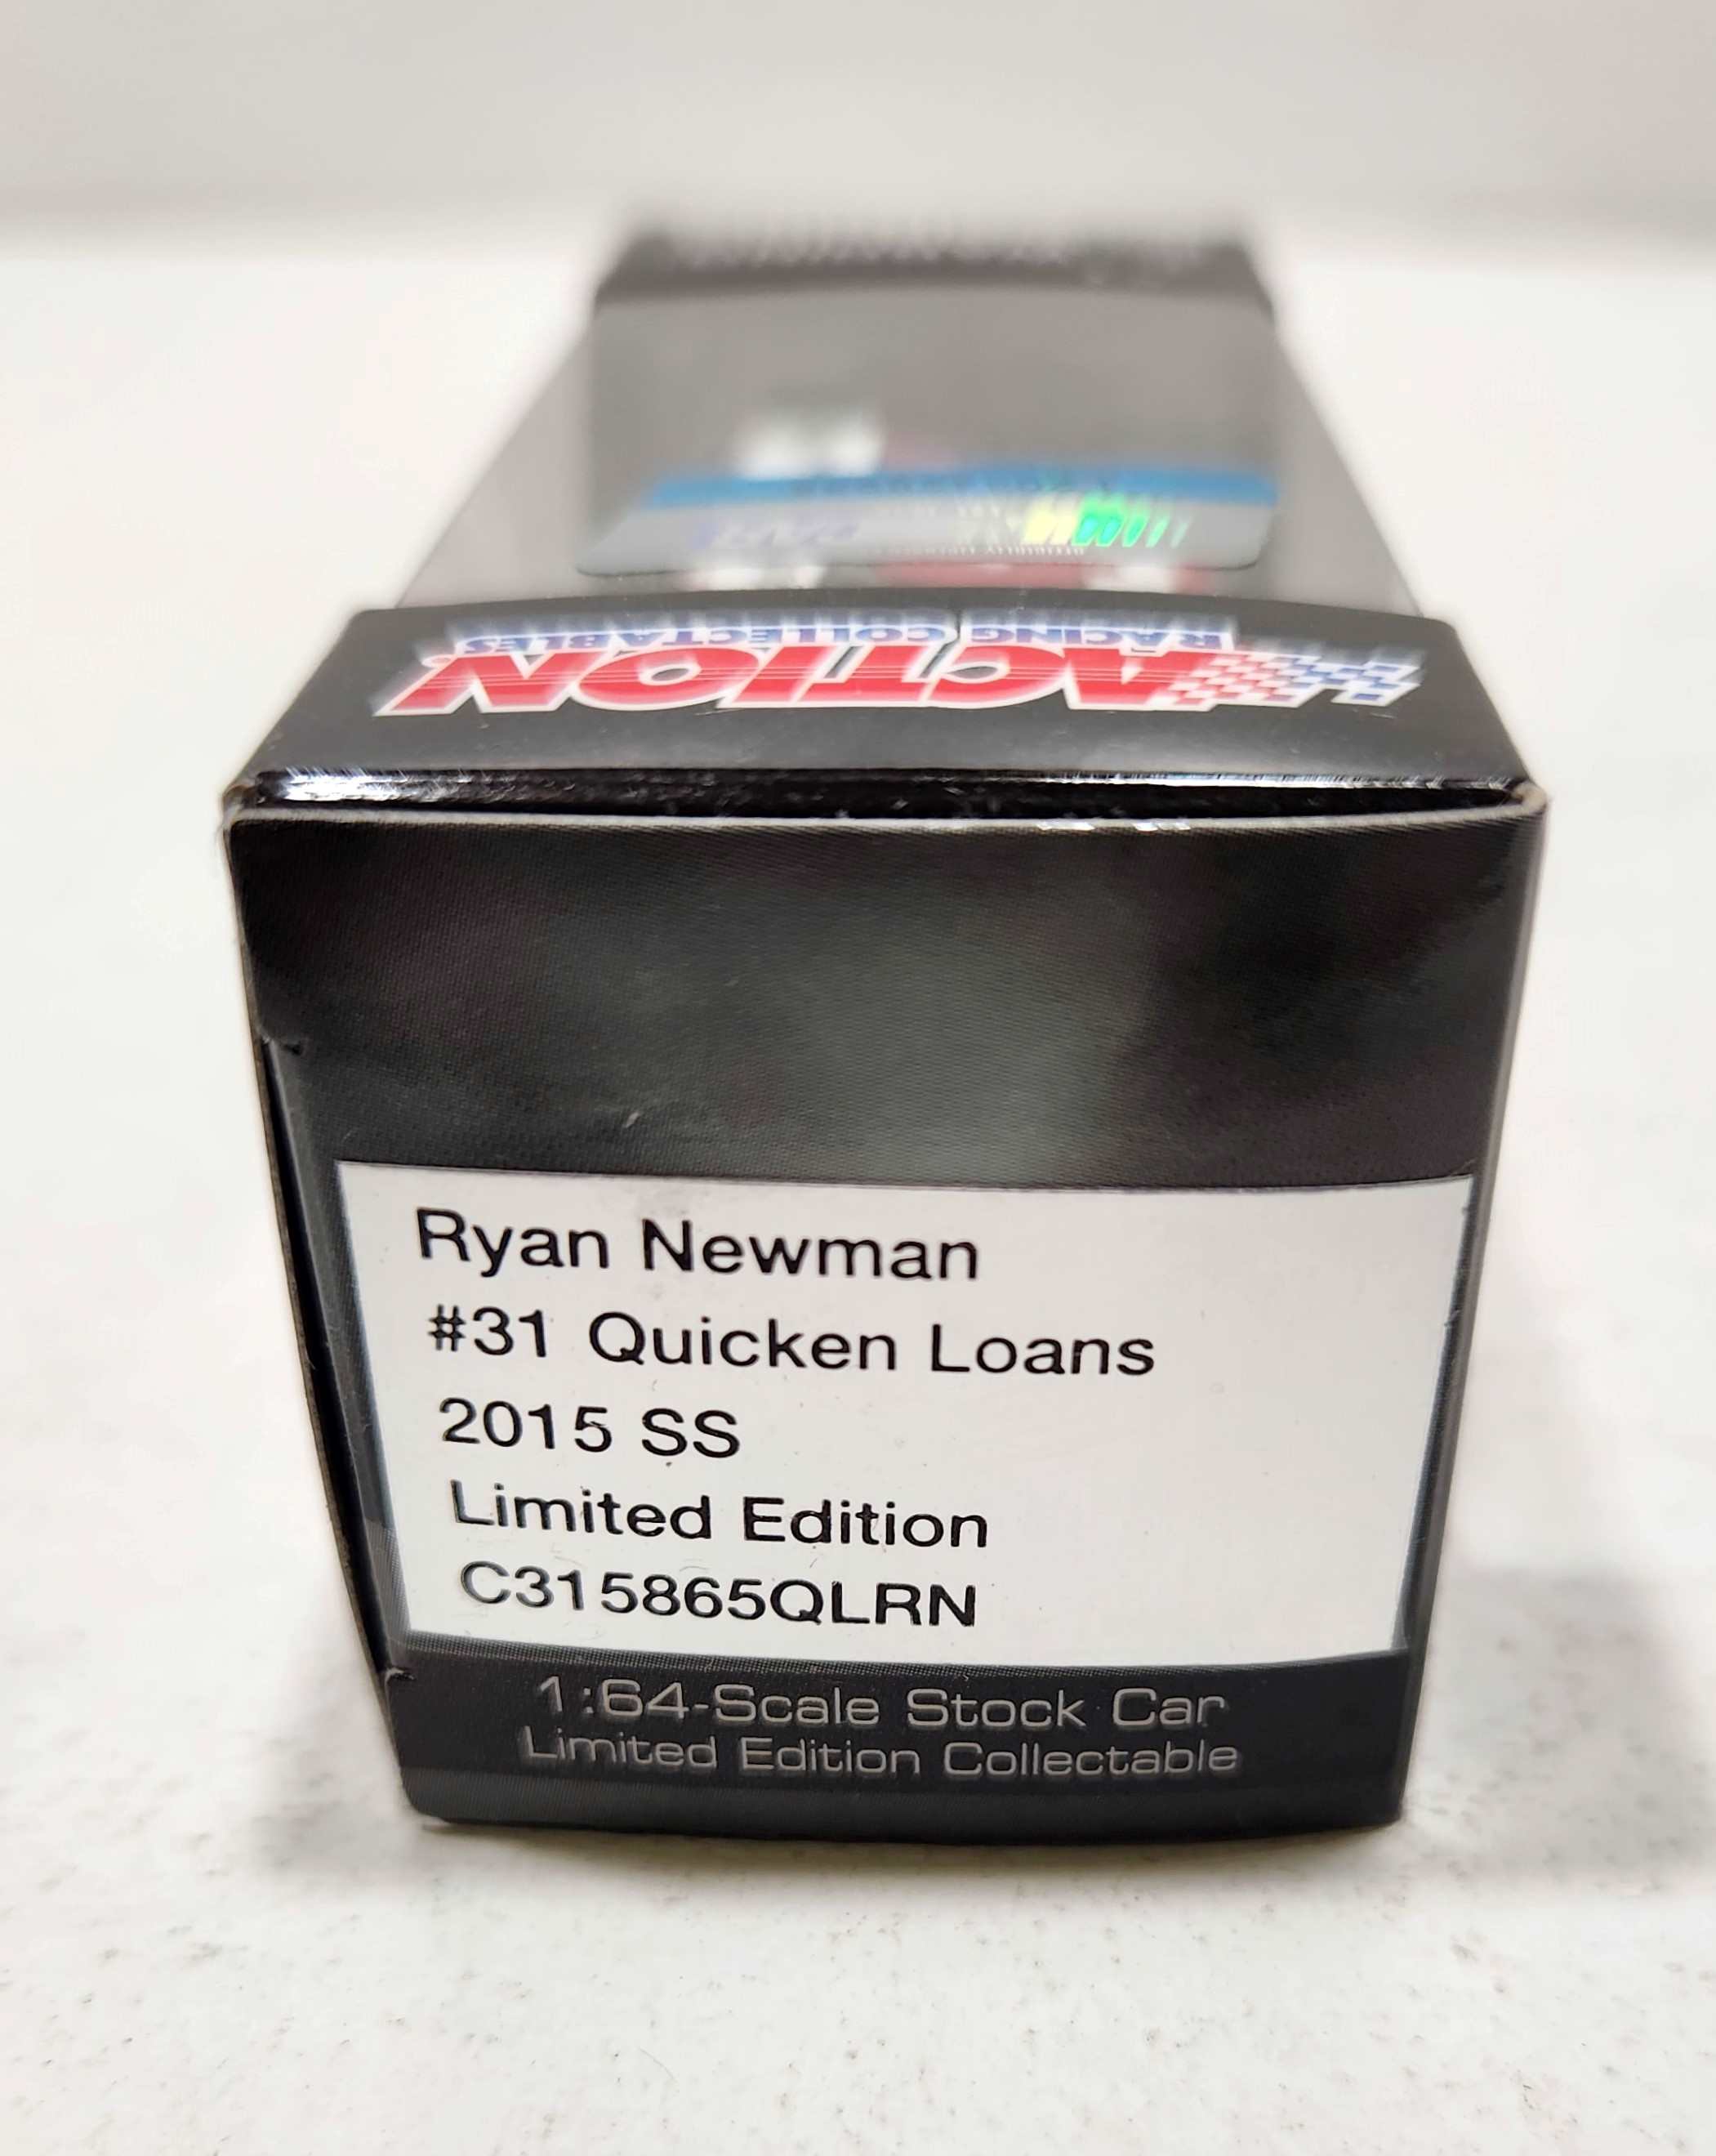 ACTION
RACING COLLECTABLES
Ryan Newman
#31 Quicken Loans
2015 SS
Limited Edition
C315865QLRN
1:64-Scale Stock Car
Limited Edition Collectable